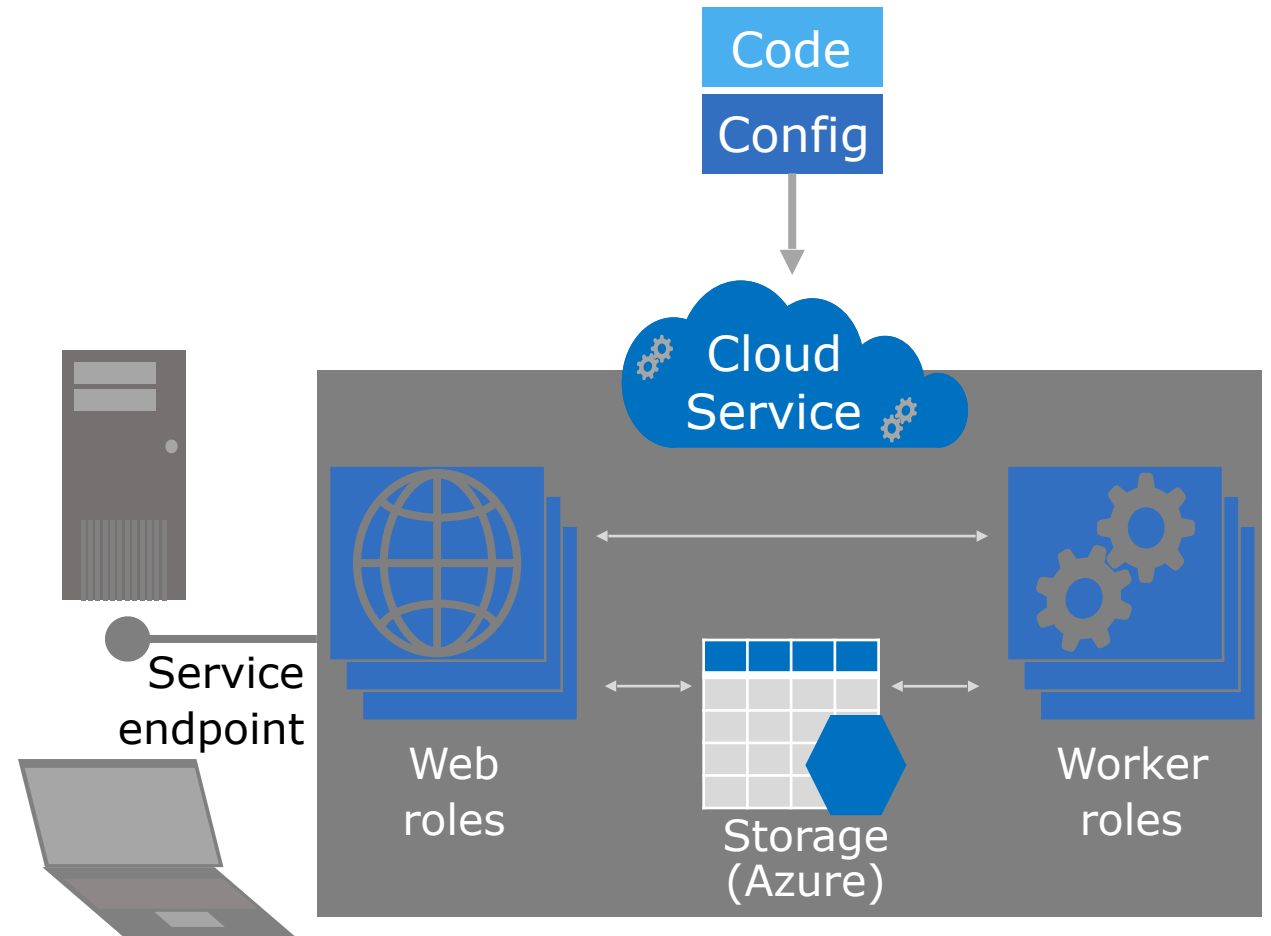 Code
Config
Cloud
Service
Service
endpoint
Web
roles
Storage
(Azure)
Worker
roles